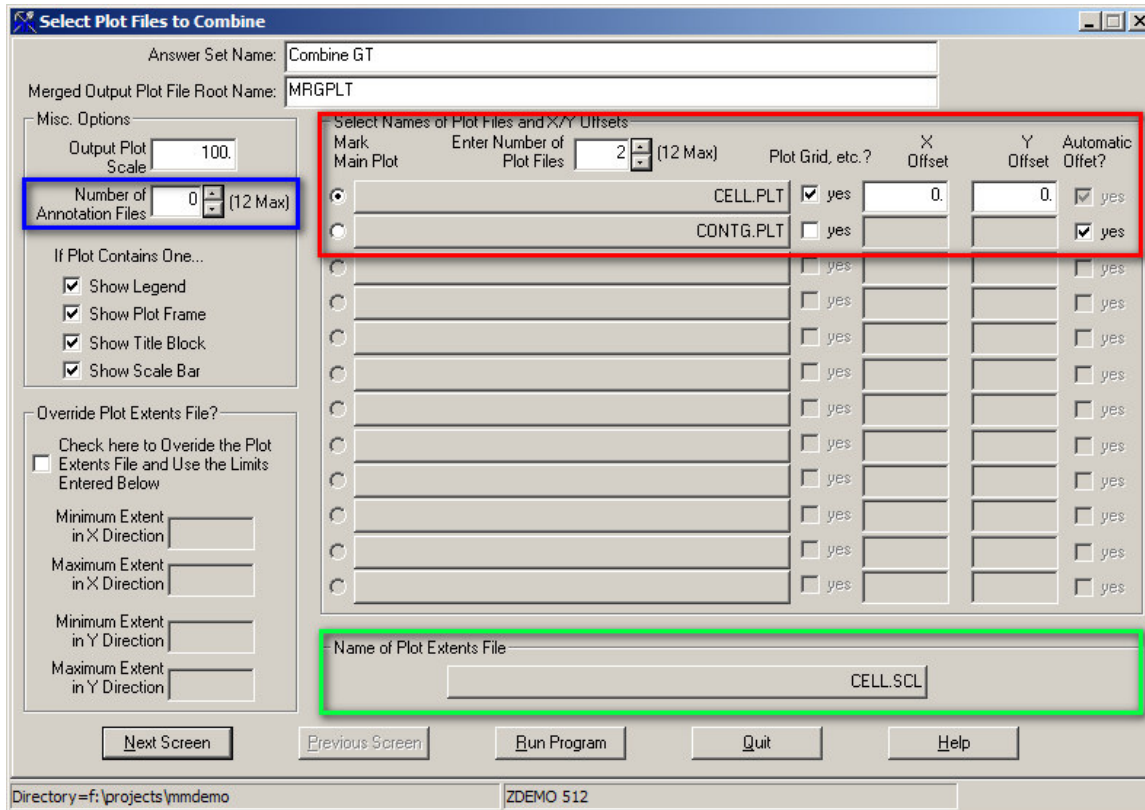 Select Plot Files to Combine
Answer Set Name: Combine GT
Merged Output Plot File Root Name: MRGPLT
Misc. Options
Output Plot Scale 100.
Number of Annotation Files 0 (12 Max)
If Plot Contains One...
Show Legend
Show Plot Frame
Show Title Block
Show Scale Bar
Override Plot Extents File?
Check here to Overide the Plot
Extents File and Use the Limits
Entered Below
Minimum Extent
in X Direction
Maximum Extent
in X Direction
Minimum Extent
in Y Direction
Maximum Extent
in Y Direction
Select Names of Plot Files and X/Y Offsets
Mark Main Plot
Enter Number of Plot Files 2 (12 Max)
Plot Grid, etc.?
X Offset
Y Offset
Automatic Offet?
CELL.PLT yes 0. 0. yes
CONTG.PLT yes yes
yes yes
yes yes
yes yes
yes yes
yes yes
yes yes
yes yes
yes yes
yes yes
yes yes
Name of Plot Extents File
CELL.SCL
Next Screen Previous Screen Run Program Quit Help
Directory=f:\projects\mmdemo ZDEMO 512